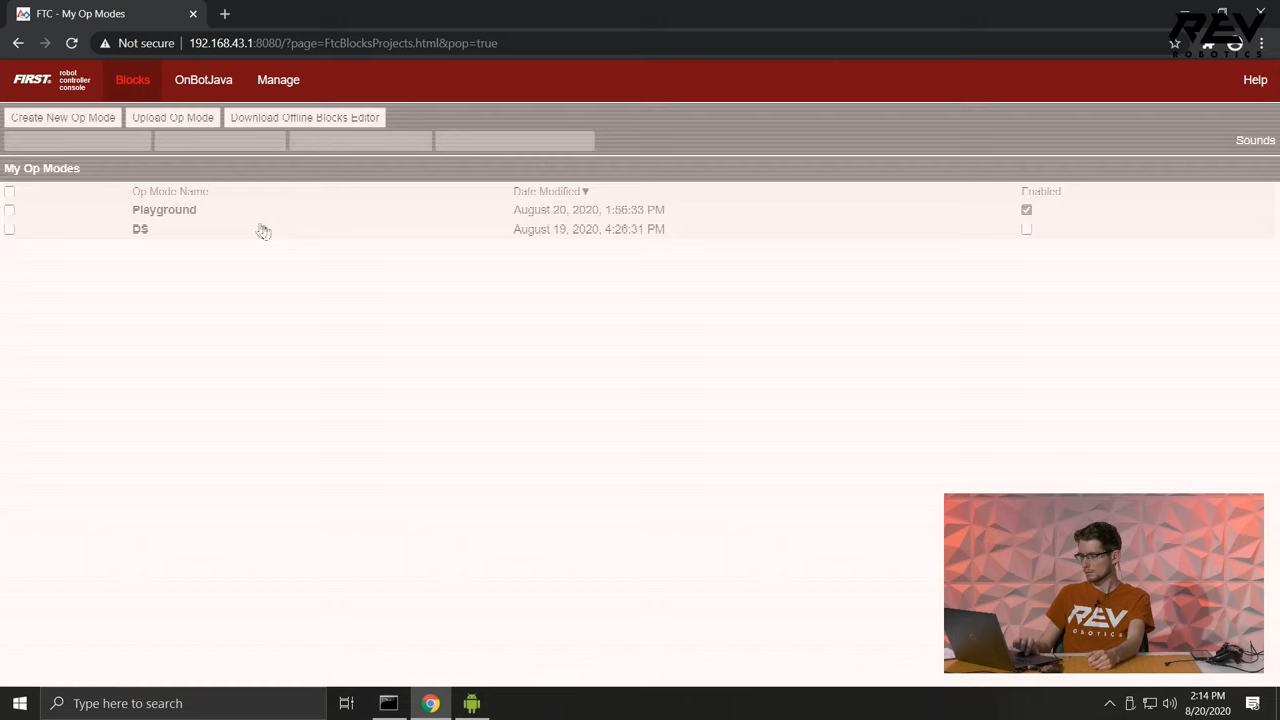 FTC - My Op Modes
REV
ROBOTICS
Not secure 192.168.43.1:8080/?page=FtcBlocksProjects.html&pop=true
FIRST. robot controller console Blocks OnBotJava Manage Help
Create New Op Mode Upload Op Mode Download Offline Blocks Editor
Sounds
My Op Modes
Op Mode Name Date Modified▼ Enabled
Playground August 20, 2020, 1:56:33 PM
DS August 19, 2020, 4:26:31 PM
REV
ROBOTICS
Type here to search
2:14 PM
8/20/2020